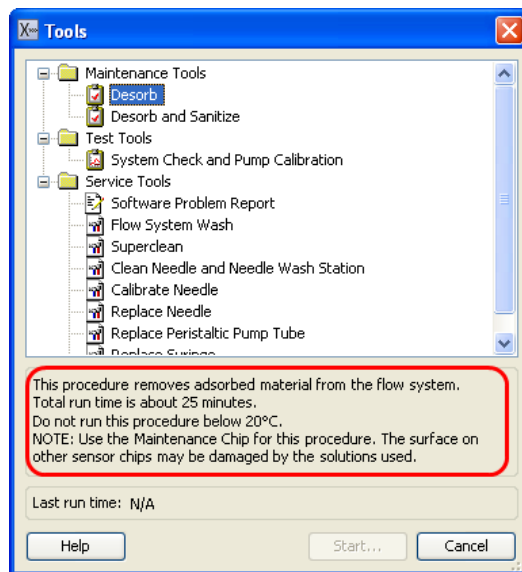 Tools
Maintenance Tools
Desorb
Desorb and Sanitize
Test Tools
System Check and Pump Calibration
Service Tools
Software Problem Report
Flow System Wash
Superclean
Clean Needle and Needle Wash Station
Calibrate Needle
Replace Needle
Replace Peristaltic Pump Tube
Replace Syringe
This procedure removes adsorbed material from the flow system.
Total run time is about 25 minutes.
Do not run this procedure below 20°C.
NOTE: Use the Maintenance Chip for this procedure. The surface on
other sensor chips may be damaged by the solutions used.
Last run time: N/A
Help Start... Cancel